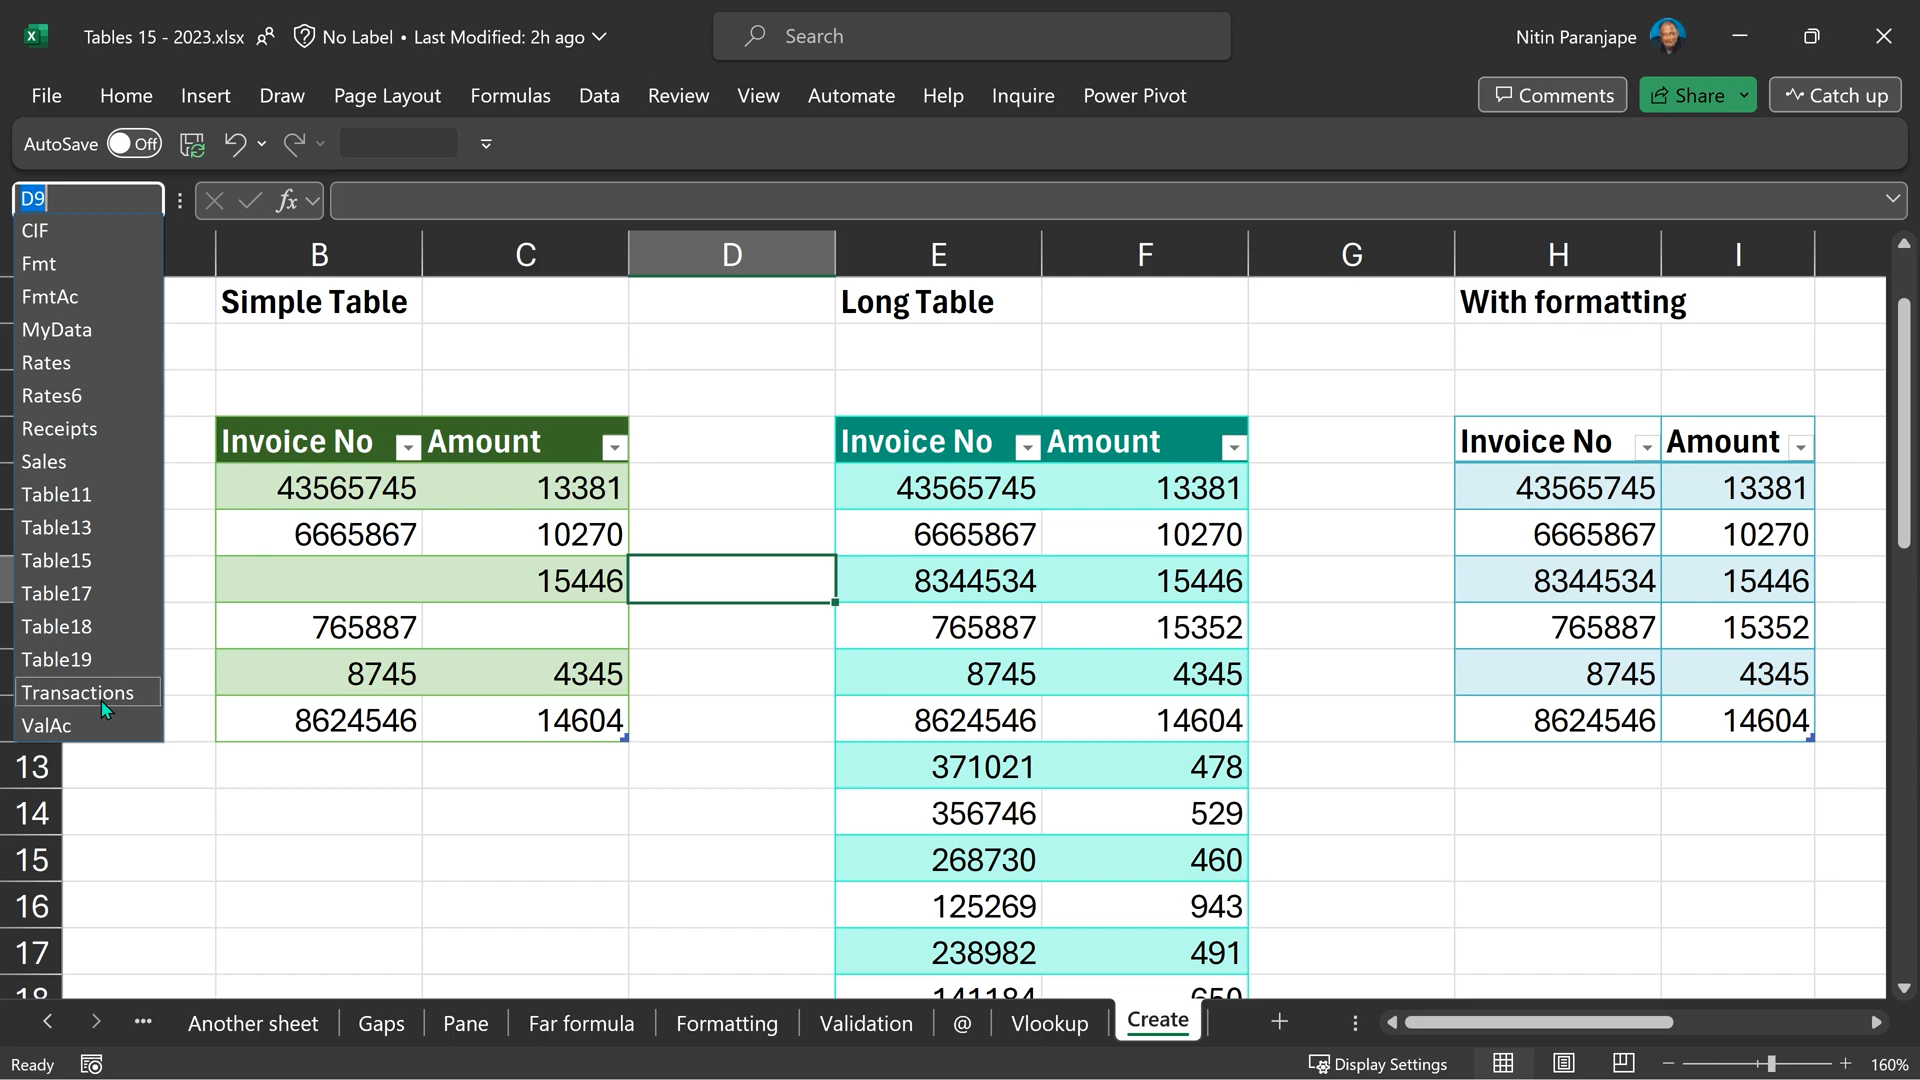 Tables 15 - 2023.xlsx No Label • Last Modified: 2h ago Search Nitin Paranjape
File Home Insert Draw Page Layout Formulas Data Review View Automate Help Inquire Power Pivot Comments Share Catch up
AutoSave Off
D9 fx
CIF
Fmt
FmtAc
MyData
Rates
Rates6
Receipts
Sales
Table11
Table13
Table15
Table17
Table18
Table19
Transactions
ValAc
B C D E F G H I
Simple Table Long Table With formatting
Invoice No Amount Invoice No Amount Invoice No Amount
43565745 13381 43565745 13381 43565745 13381
6665867 10270 6665867 10270 6665867 10270
15446 8344534 15446 8344534 15446
765887 765887 15352 765887 15352
8745 4345 8745 4345 8745 4345
8624546 14604 8624546 14604 8624546 14604
13 371021 478
14 356746 529
15 268730 460
16 125269 943
17 238982 491
18 141184 650
Another sheet Gaps Pane Far formula Formatting Validation @ Vlookup Create
Ready Display Settings 160%